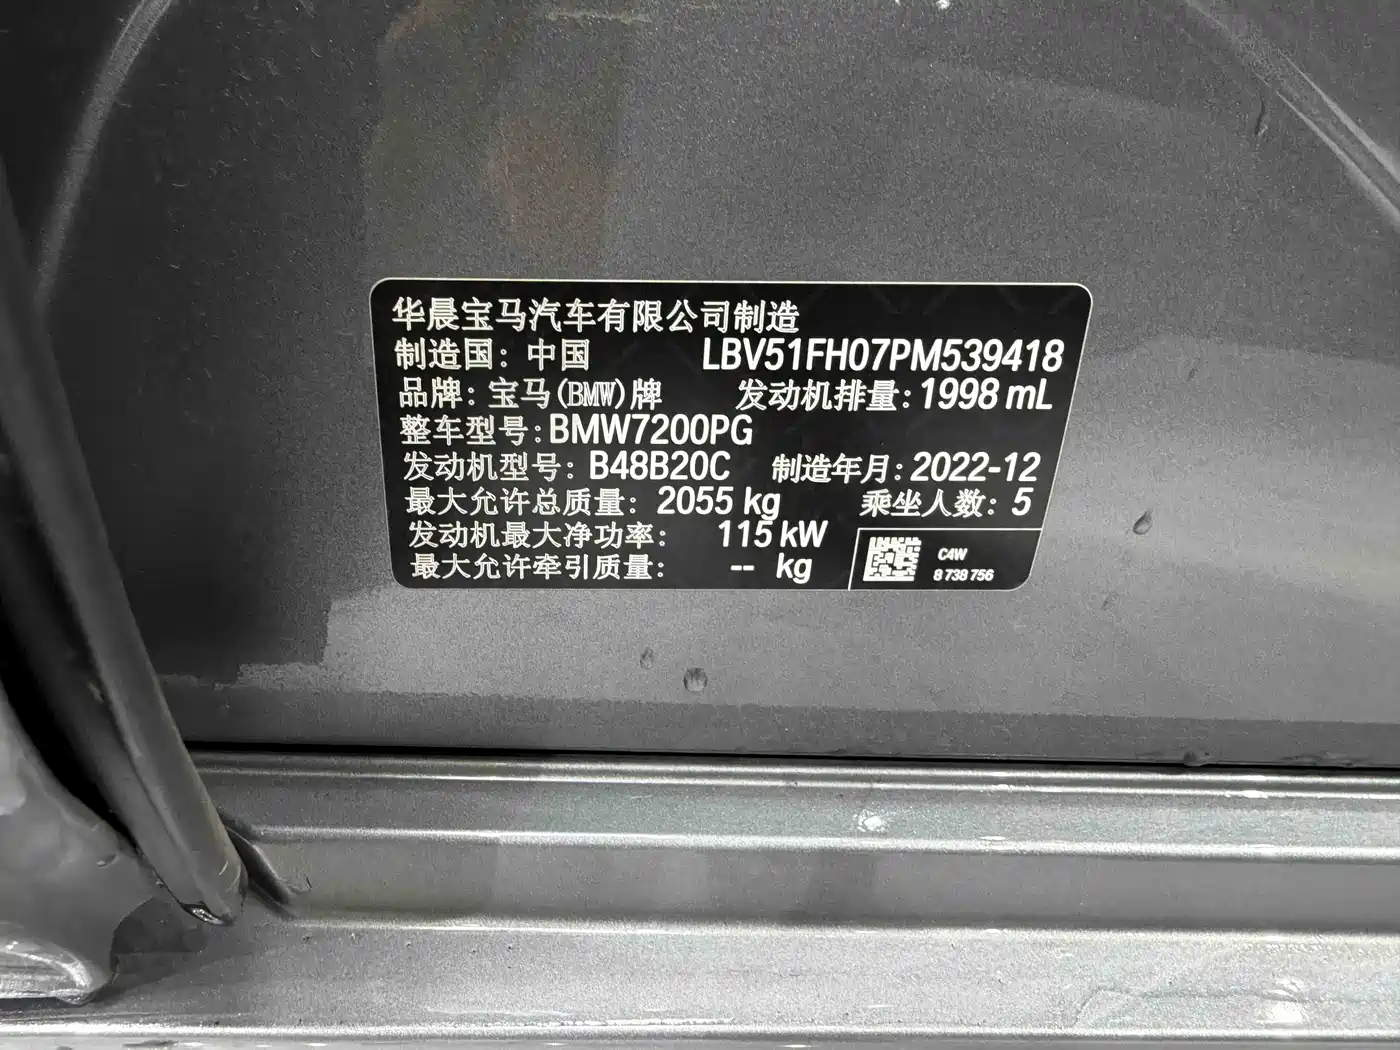 华晨宝马汽车有限公司制造
制造国：中国 LBV51FH07PM539418
品牌：宝马(BMW)牌 发动机排量：1998 mL
整车型号：BMW7200PG
发动机型号：B48B20C 制造年月：2022-12
最大允许总质量：2055 kg 乘坐人数：5
发动机最大净功率：115 kW
最大允许牵引质量：-- kg
C4W
8 738 756